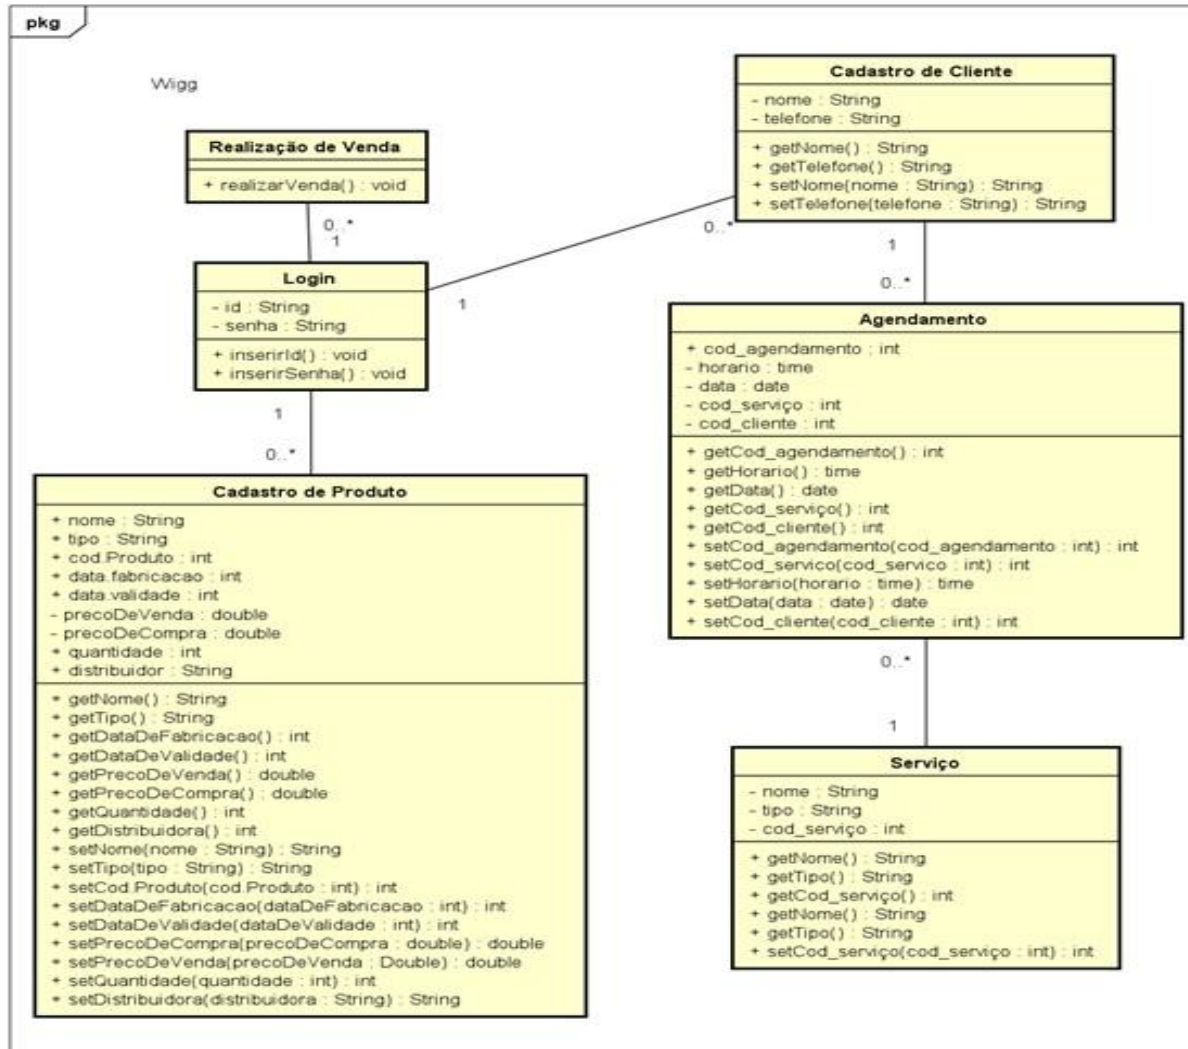 pkg
Wigg
Realização de Venda
+ realizarVenda() : void
0..*
1
Login
- id : String
- senha : String
+ inserirId() : void
+ inserirSenha() : void
1
0..*
Cadastro de Produto
+ nome : String
+ tipo : String
+ cod.Produto : int
+ data.fabricacao : int
+ data.validade : int
- precoDeVenda : double
- precoDeCompra : double
+ quantidade : int
+ distribuidor : String
+ getNome() : String
+ getTipo() : String
+ getDataDeFabricacao() : int
+ getDataDeValidade() : int
+ getPrecoDeVenda() : double
+ getPrecoDeCompra() : double
+ getQuantidade() : int
+ getDistribuidora() : int
+ setNome(nome : String) : String
+ setTipo(tipo : String) : String
+ setCod.Produto(cod.Produto : int) : int
+ setDataDeFabricacao(dataDeFabricacao : int) : int
+ setDataDeValidade(dataDeValidade : int) : int
+ setPrecoDeCompra(precoDeCompra : double) : double
+ setPrecoDeVenda(precoDeVenda : Double) : double
+ setQuantidade(quantidade : int) : int
+ setDistribuidora(distribuidora : String) : String
Cadastro de Cliente
- nome : String
- telefone : String
+ getNome() : String
+ getTelefone() : String
+ setNome(nome : String) : String
+ setTelefone(telefone : String) : String
0..*
1
1
0..*
Agendamento
+ cod_agendamento : int
- horario : time
- data : date
- cod_serviço : int
- cod_cliente : int
+ getCod_agendamento() : int
+ getHorario() : time
+ getData() : date
+ getCod_serviço() : int
+ getCod_cliente() : int
+ setCod_agendamento(cod_agendamento : int) : int
+ setCod_servico(cod_servico : int) : int
+ setHorario(horario : time) : time
+ setData(data : date) : date
+ setCod_cliente(cod_cliente : int) : int
0..*
1
Serviço
- nome : String
- tipo : String
- cod_serviço : int
+ getNome() : String
+ getTipo() : String
+ getCod_serviço() : int
+ getNome() : String
+ getTipo() : String
+ setCod_serviço(cod_serviço : int) : int